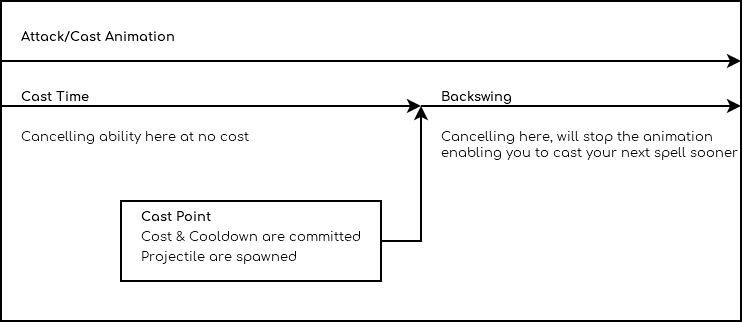 Attack/Cast Animation
Cast Time
Backswing
Cancelling ability here at no cost
Cancelling here, will stop the animation
enabling you to cast your next spell sooner
Cast Point
Cost & Cooldown are committed
Projectile are spawned